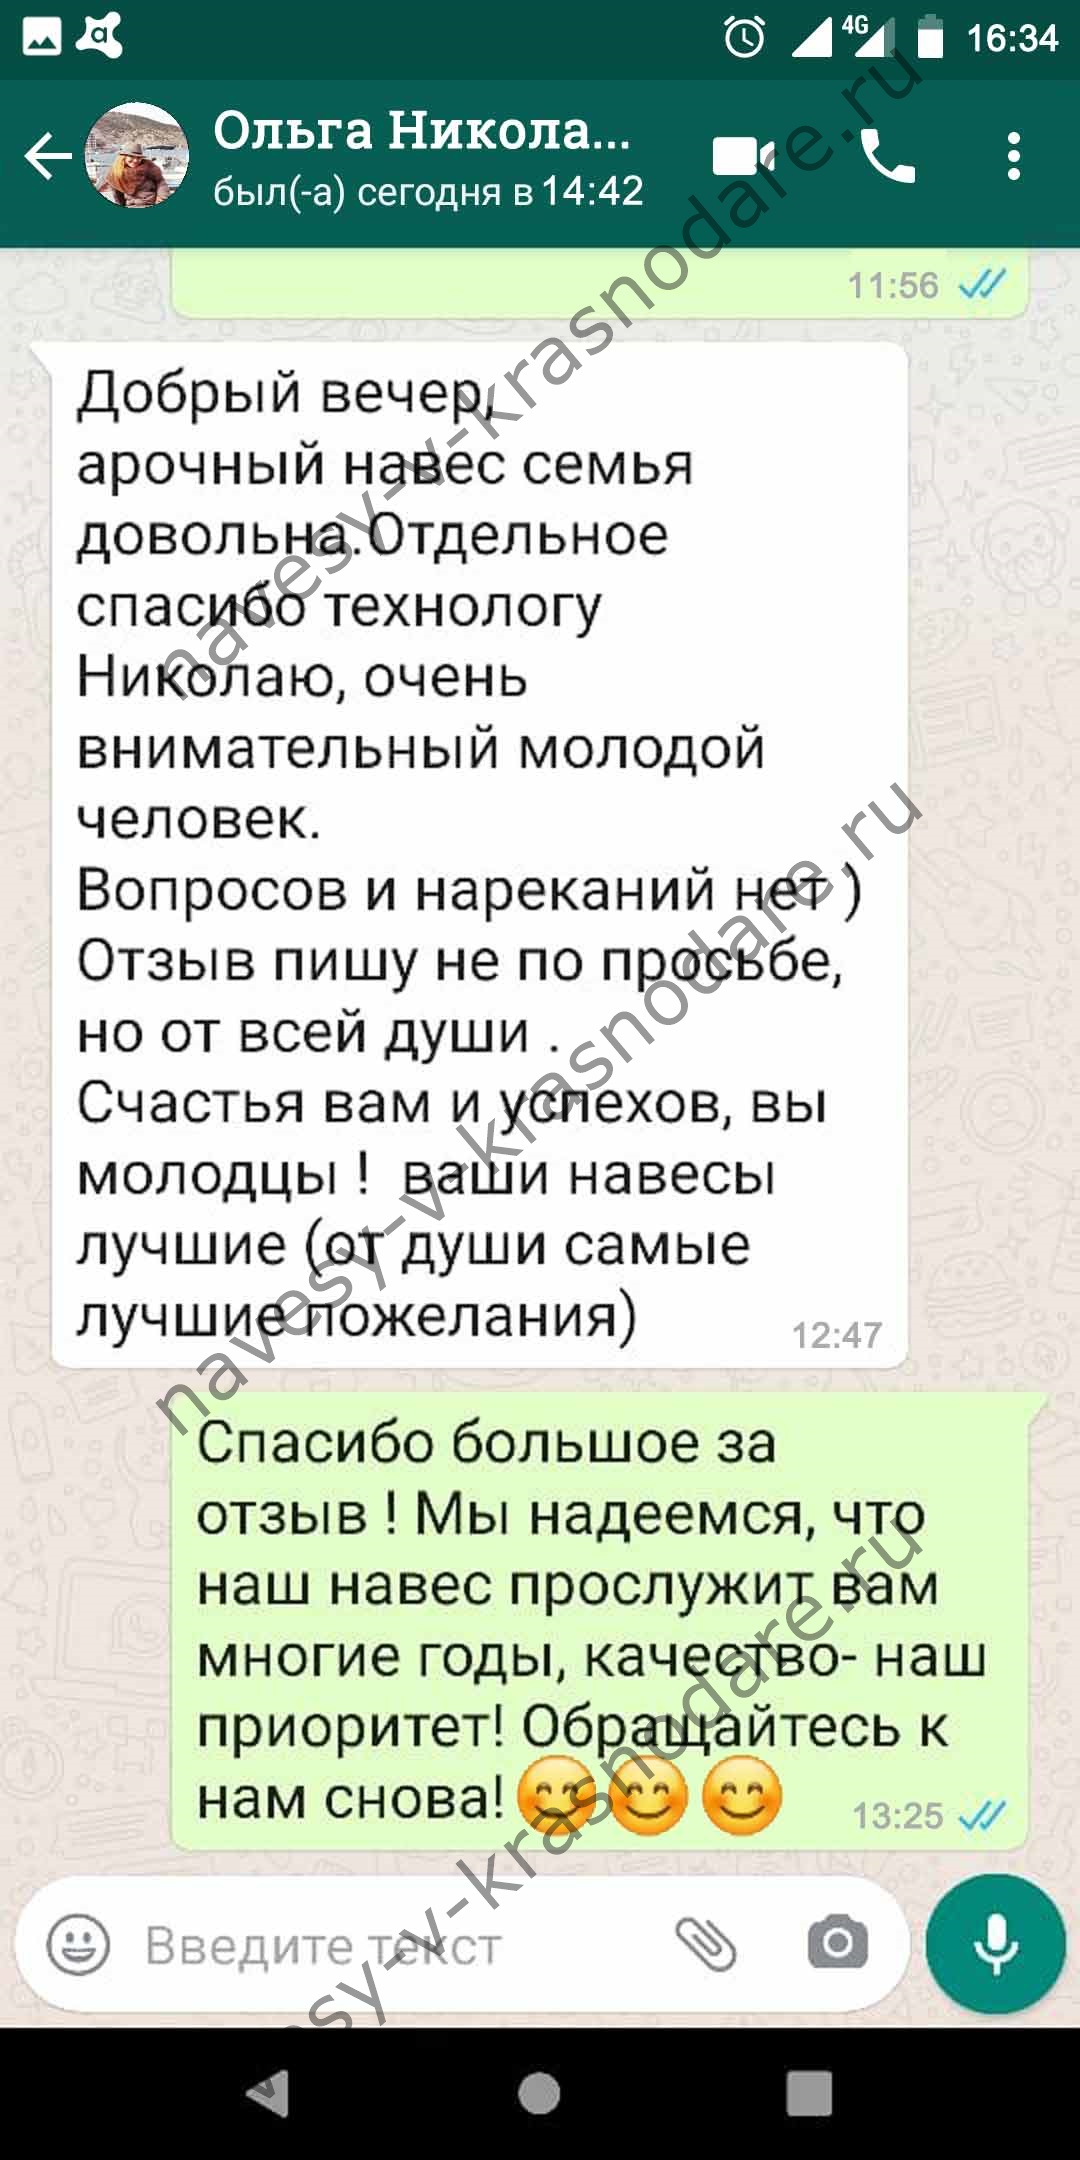 4G 16:34
Ольга Никола...
был(-а) сегодня в 14:42
11:56
Добрый вечер,
арочный навес семья
довольна.Отдельное
спасибо технологу
Николаю, очень
внимательный молодой
человек.
Вопросов и нареканий нет )
Отзыв пишу не по просьбе,
но от всей души .
Счастья вам и успехов, вы
молодцы ! ваши навесы
лучшие (от души самые
лучшие пожелания)
12:47
Спасибо большое за
отзыв ! Мы надеемся, что
наш навес прослужит вам
многие годы, качество- наш
приоритет! Обращайтесь к
нам снова! 😊😊😊
13:25
Введите текст
navesy-v-krasnodare.ru
navesy-v-krasnodare.ru
navesy-v-krasnodare.ru